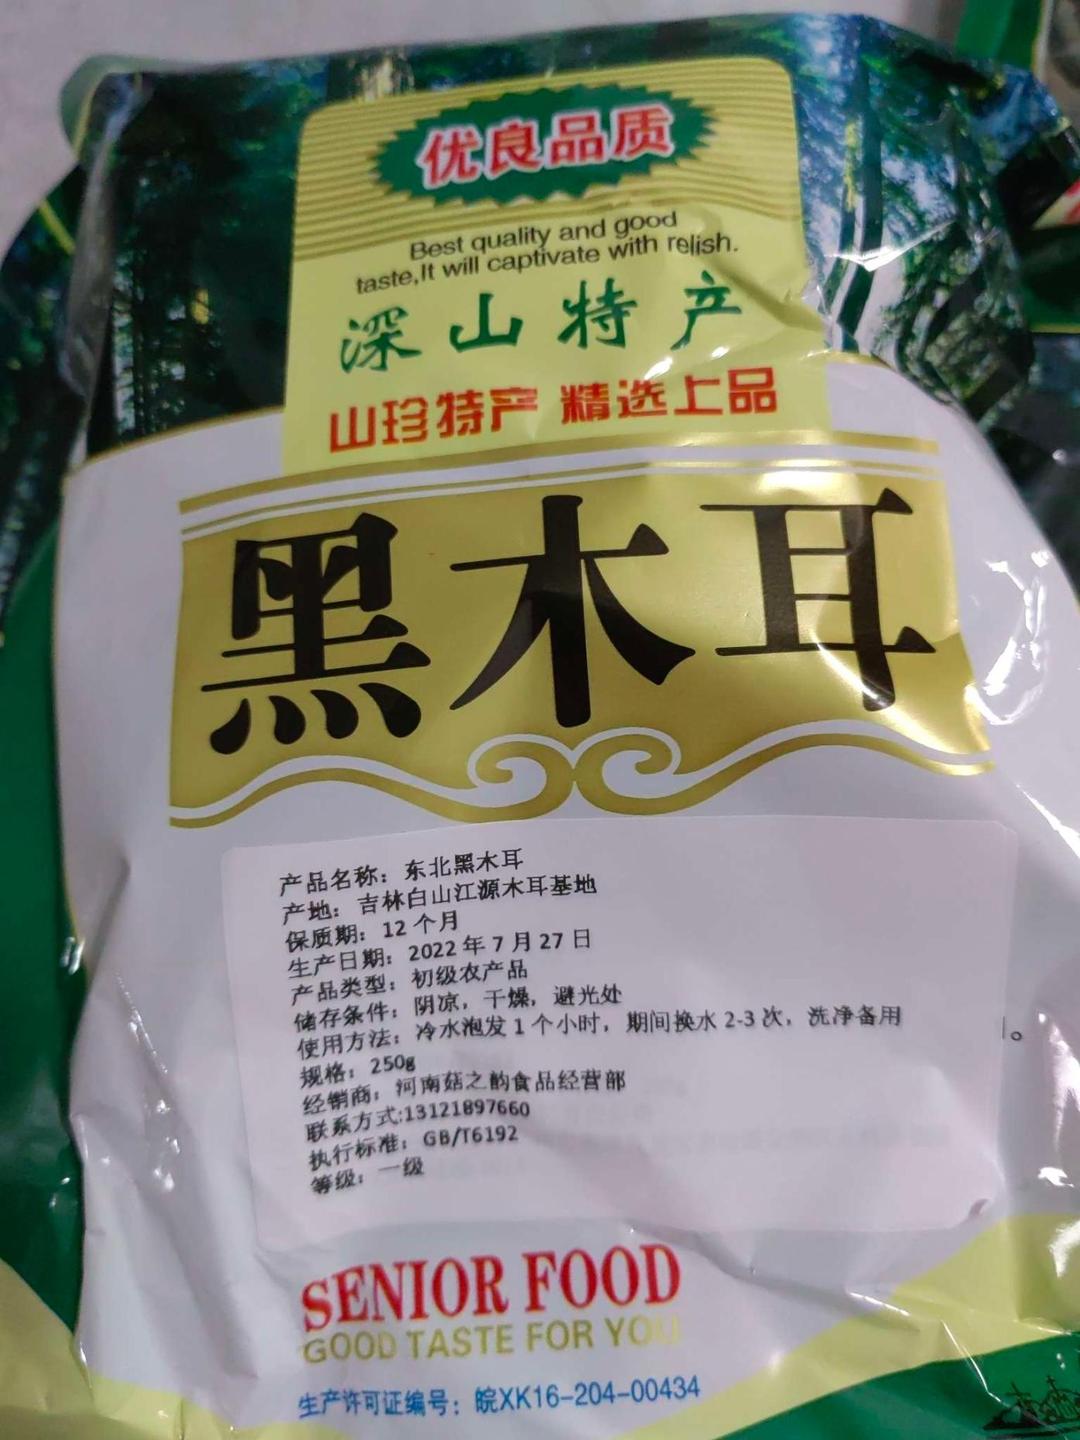 优良品质
Best quality and good
taste,It will captivate with relish.
深山特产
山珍特产 精选上品
黑木耳
产品名称：东北黑木耳
产地：吉林白山江源木耳基地
保质期：12个月
生产日期：2022年7月27日
产品类型：初级农产品
储存条件：阴凉，干燥，避光处
使用方法：冷水泡发1个小时，期间换水2-3次，洗净备用
规格：250g
经销商：河南菇之韵食品经营部
联系方式:13121897660
执行标准：GB/T6192
等级：一级
SENIOR FOOD
GOOD TASTE FOR YOU
生产许可证编号：皖XK16-204-00434